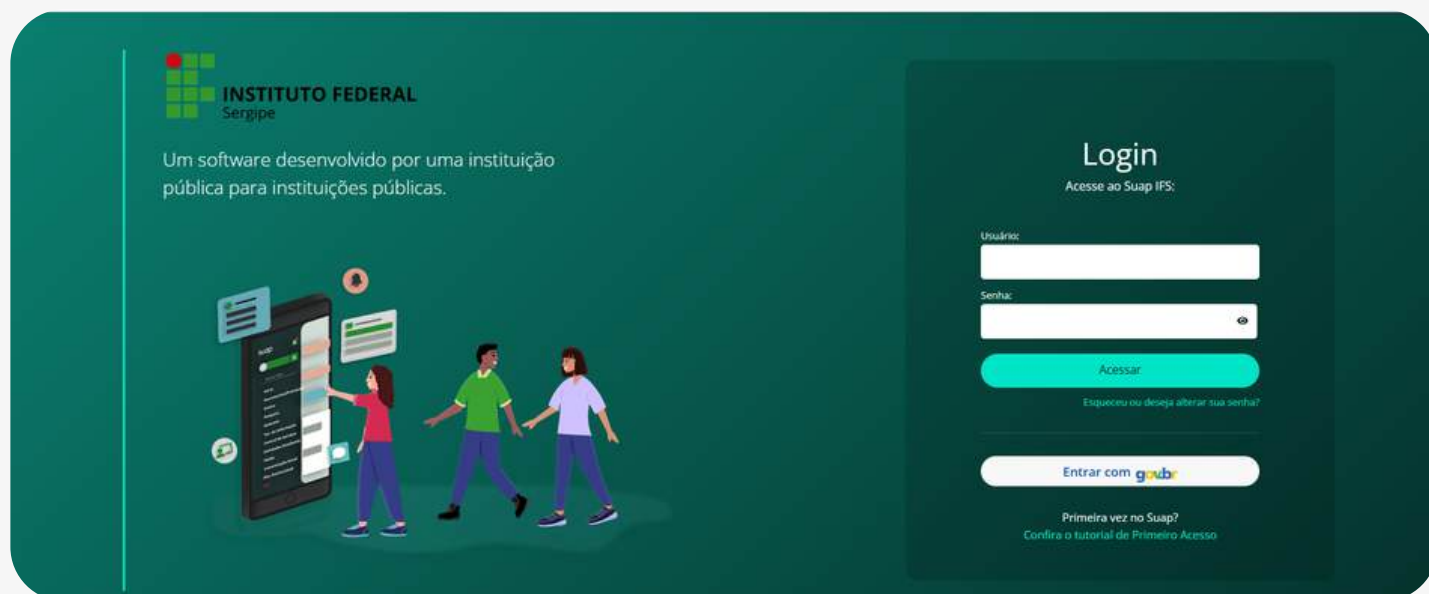 INSTITUTO FEDERAL
Sergipe
Um software desenvolvido por uma instituição
pública para instituições públicas.
suap
Login
Acesse ao Suap IFS:
Usuário:
Senha:
Acessar
Esqueceu ou deseja alterar sua senha?
Entrar com gov.br
Primeira vez no Suap?
Confira o tutorial de Primeiro Acesso